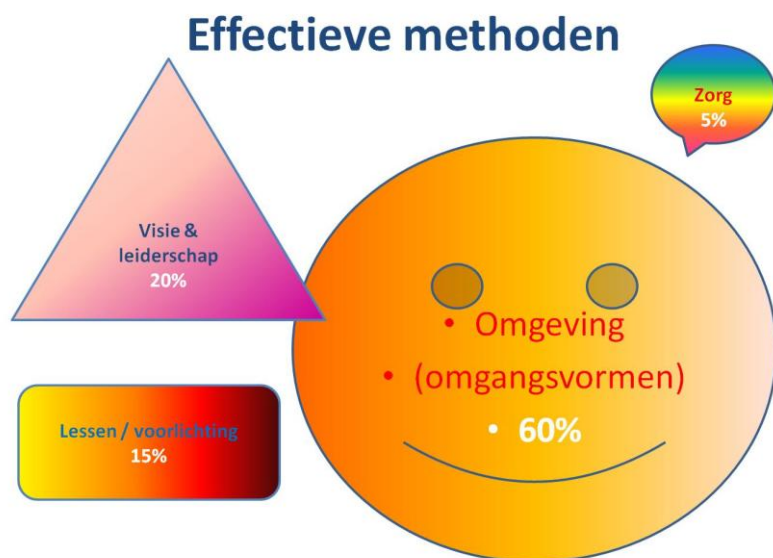 Effectieve methoden
Zorg
5%
Visie &
leiderschap
20%
• Omgeving
• (omgangsvormen)
• 60%
Lessen / voorlichting
15%